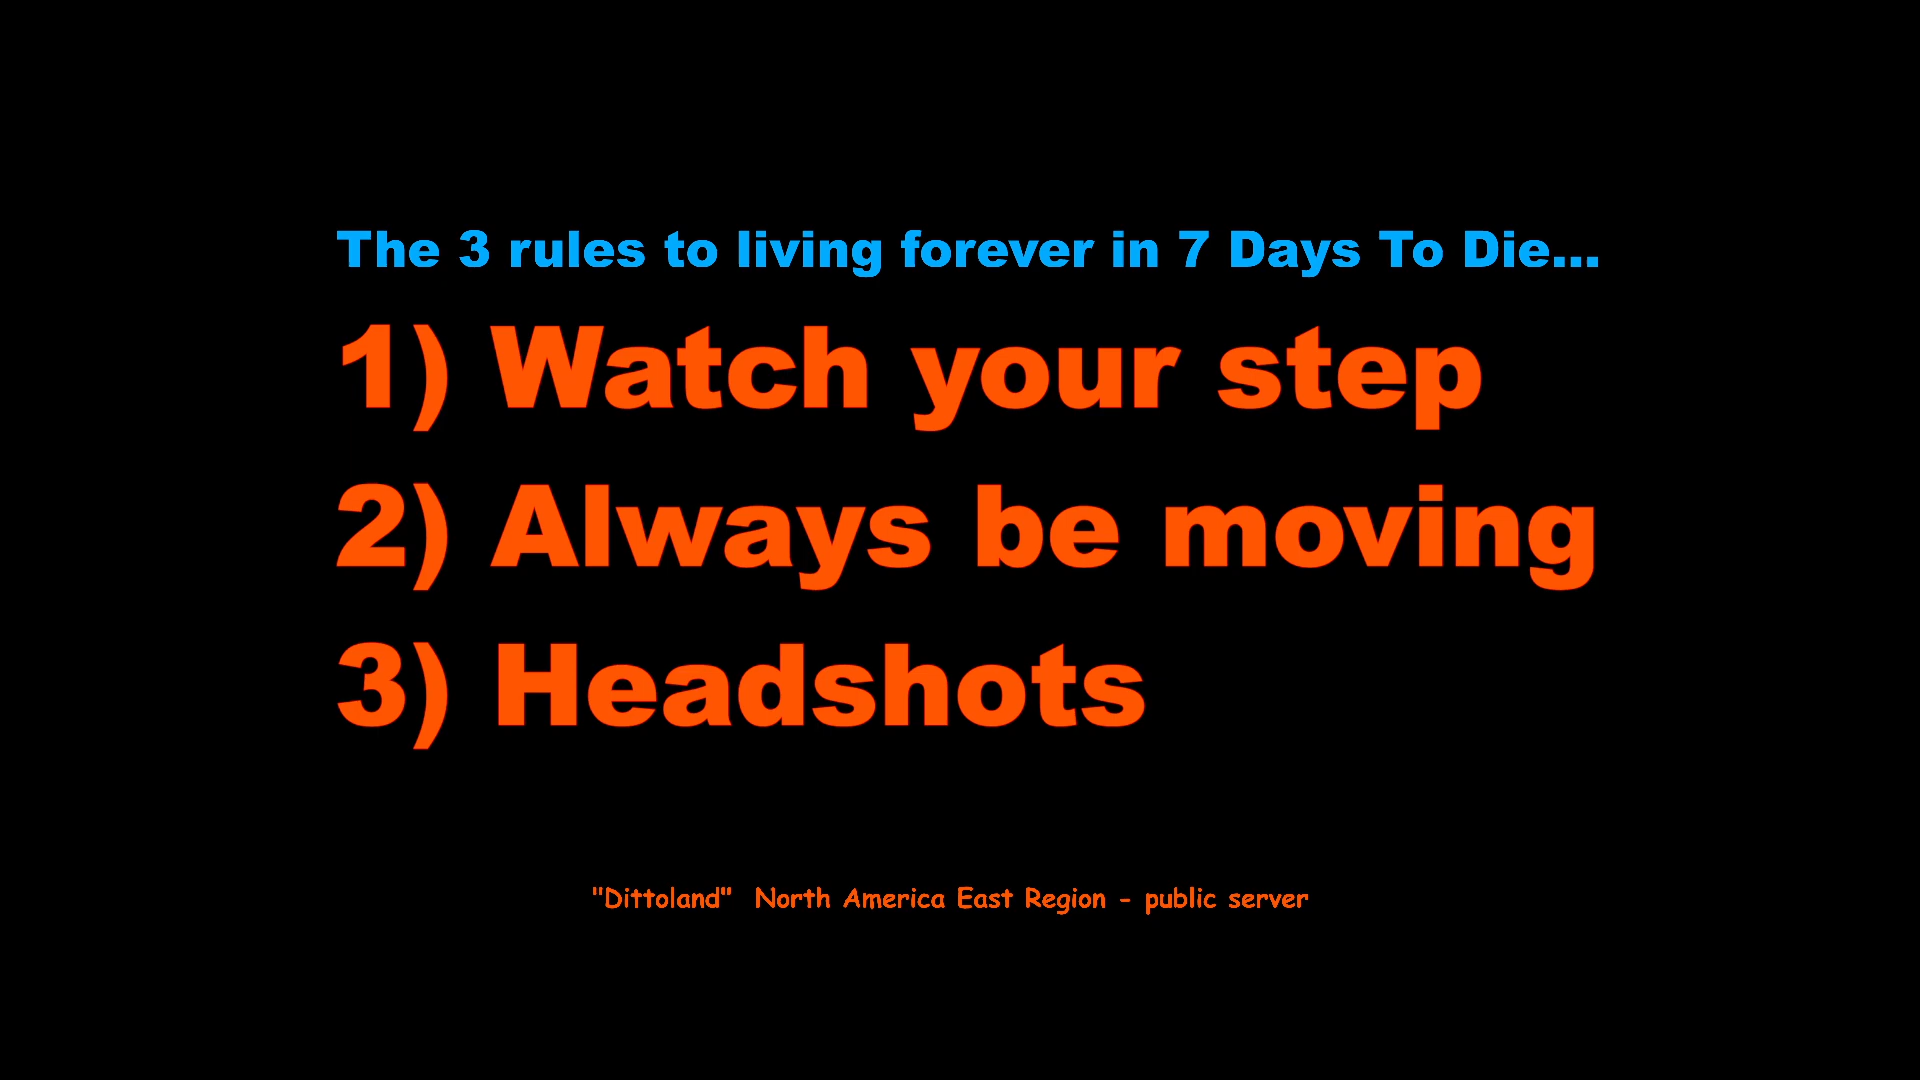 The 3 rules to living forever in 7 Days To Die...
1) Watch your step
2) Always be moving
3) Headshots
"Dittoland"  North America East Region - public server